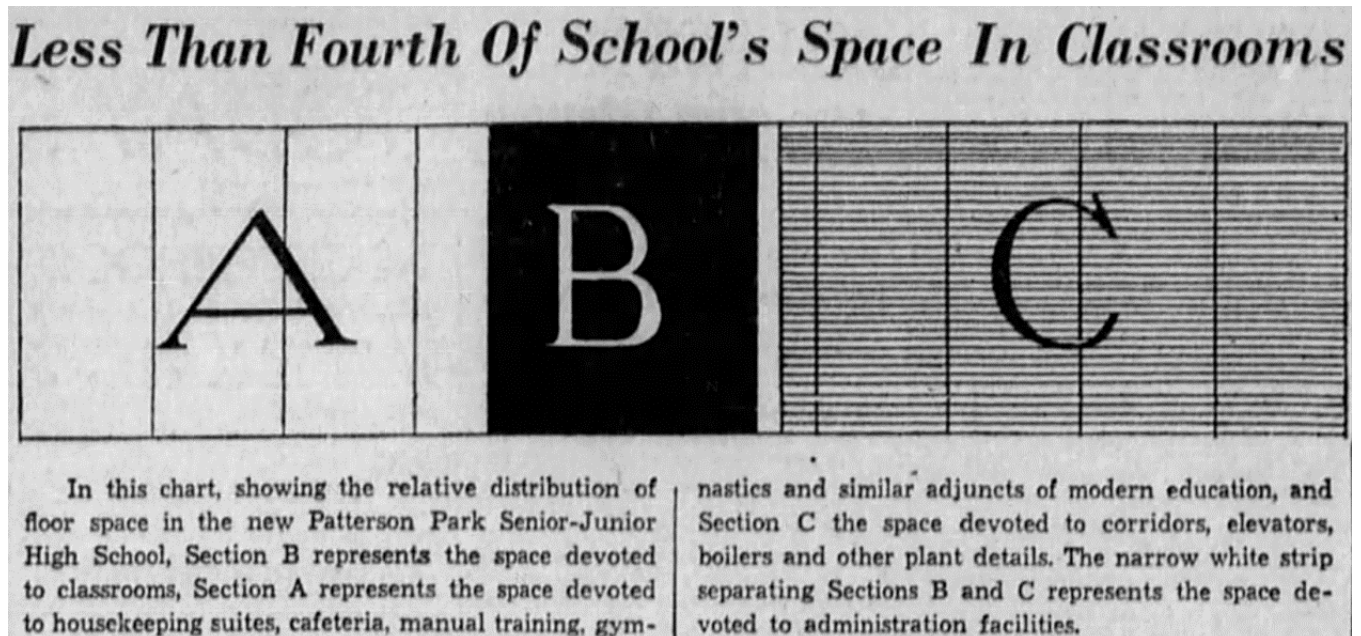 Less Than Fourth Of School's Space In Classrooms
A
B
C
In this chart, showing the relative distribution of
floor space in the new Patterson Park Senior-Junior
High School, Section B represents the space devoted
to classrooms, Section A represents the space devoted
to housekeeping suites, cafeteria, manual training, gym-
nastics and similar adjuncts of modern education, and
Section C the space devoted to corridors, elevators,
boilers and other plant details. The narrow white strip
separating Sections B and C represents the space de-
voted to administration facilities.